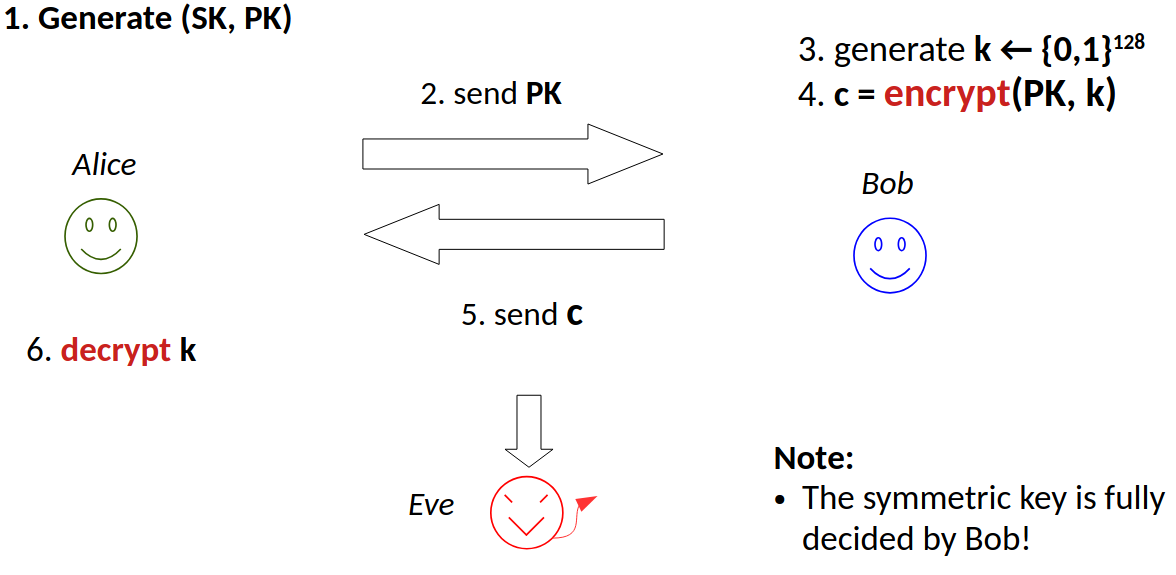 1. Generate (SK, PK)
3. generate k ← {0,1}¹²⁸
4. c = encrypt(PK, k)
2. send PK
Alice
Bob
5. send c
6. decrypt k
Eve
Note:
• The symmetric key is fully
decided by Bob!